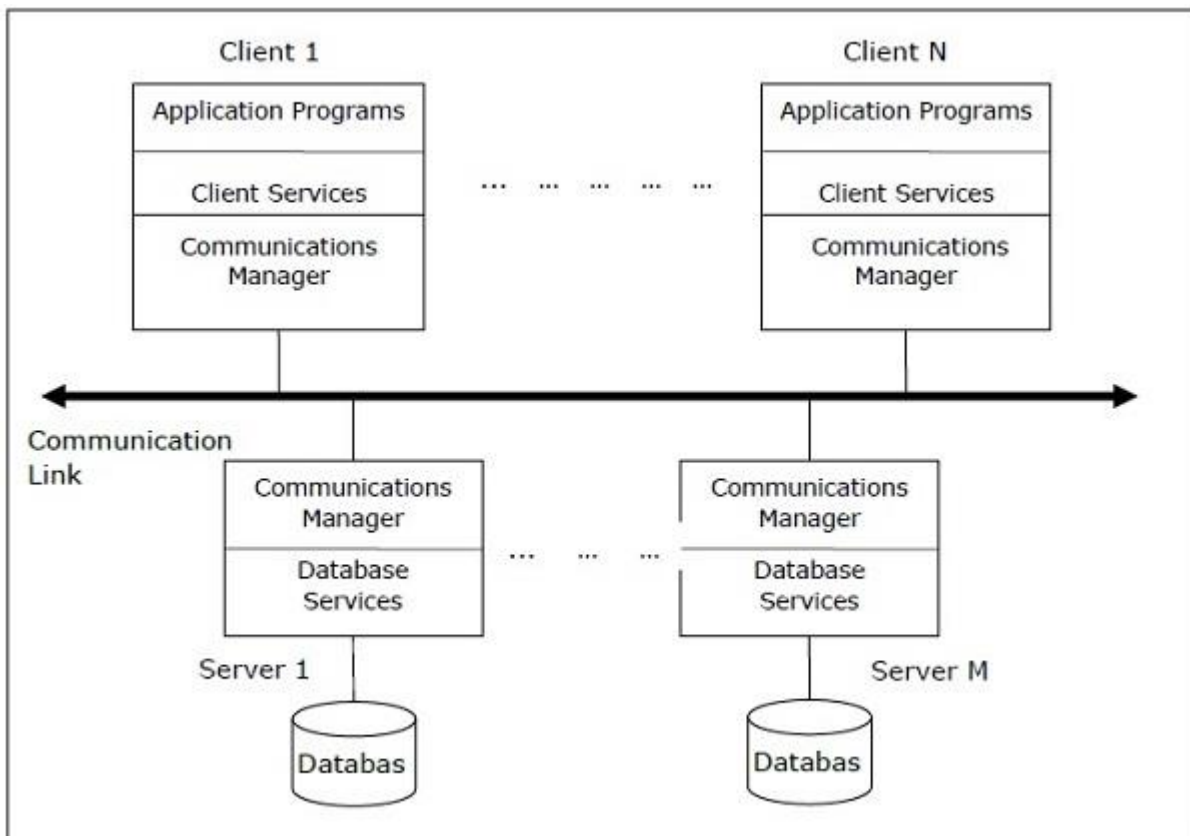 Client 1
Client N
Application Programs
Application Programs
Client Services
Client Services
Communications
Manager
Communications
Manager
Communication
Link
Communications
Manager
Communications
Manager
Database
Services
Database
Services
Server 1
Server M
Databas
Databas